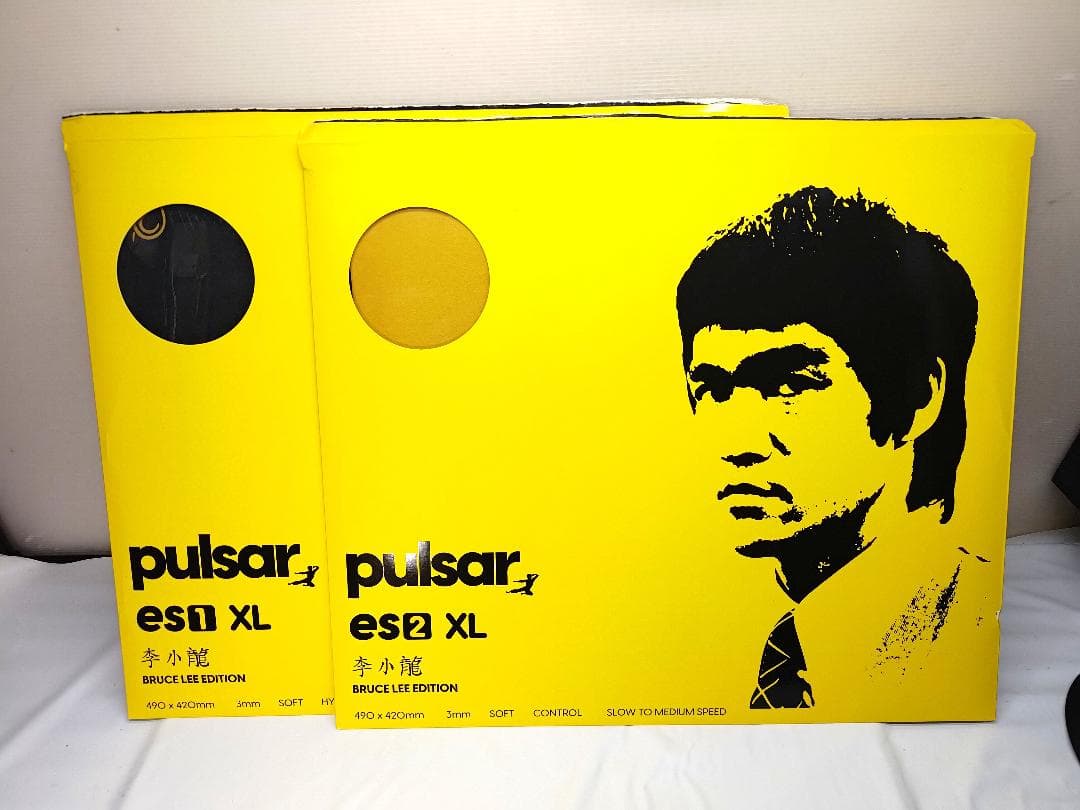 pulsar
es1 XL
李小龍
BRUCE LEE EDITION
490 x 420mm 3mm SOFT HY
pulsar
es2 XL
李小龍
BRUCE LEE EDITION
490 x 420mm 3mm SOFT CONTROL SLOW TO MEDIUM SPEED